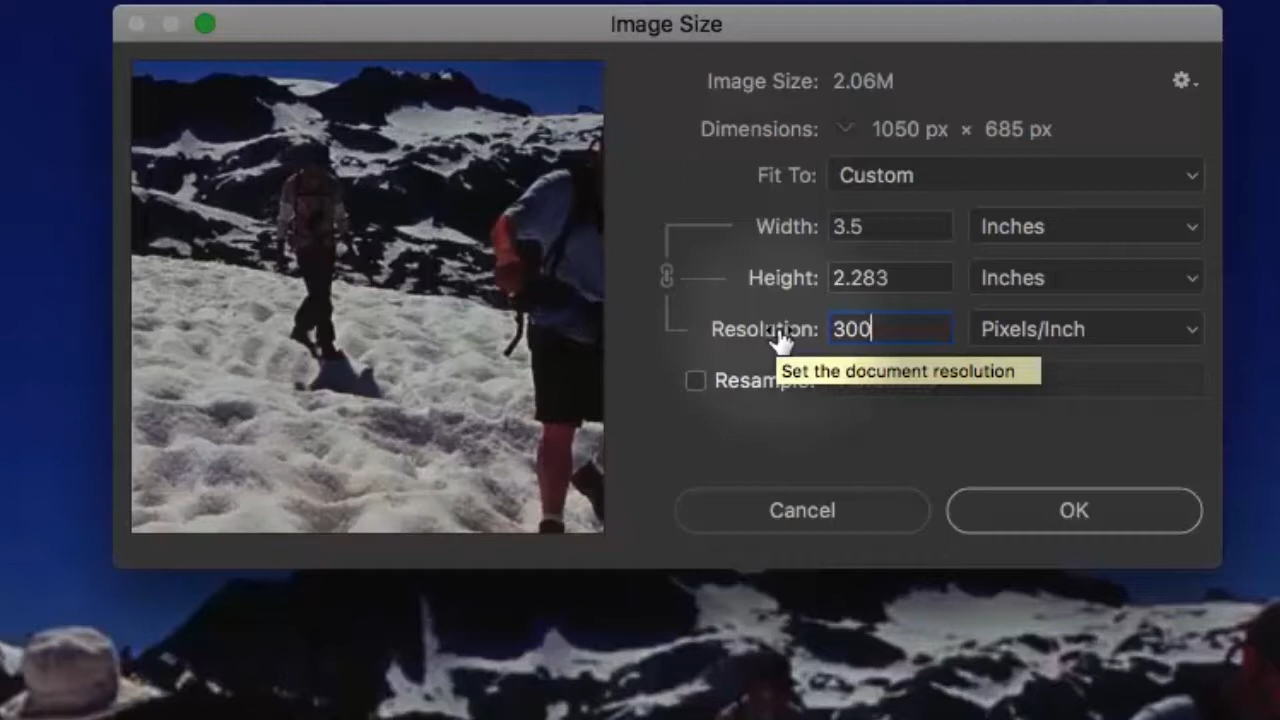 Image Size
Image Size: 2.06M
Dimensions: 1050 px × 685 px
Fit To: Custom
Width: 3.5 Inches
Height: 2.283 Inches
Resolution: 300 Pixels/Inch
Set the document resolution
Resample:
Cancel OK